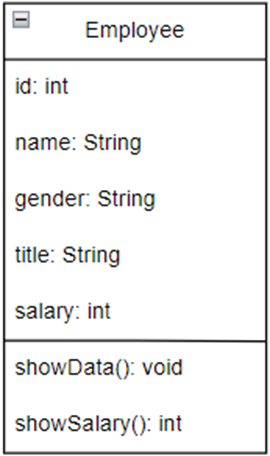 Employee
id: int
name: String
gender: String
title: String
salary: int
showData(): void
showSalary(): int